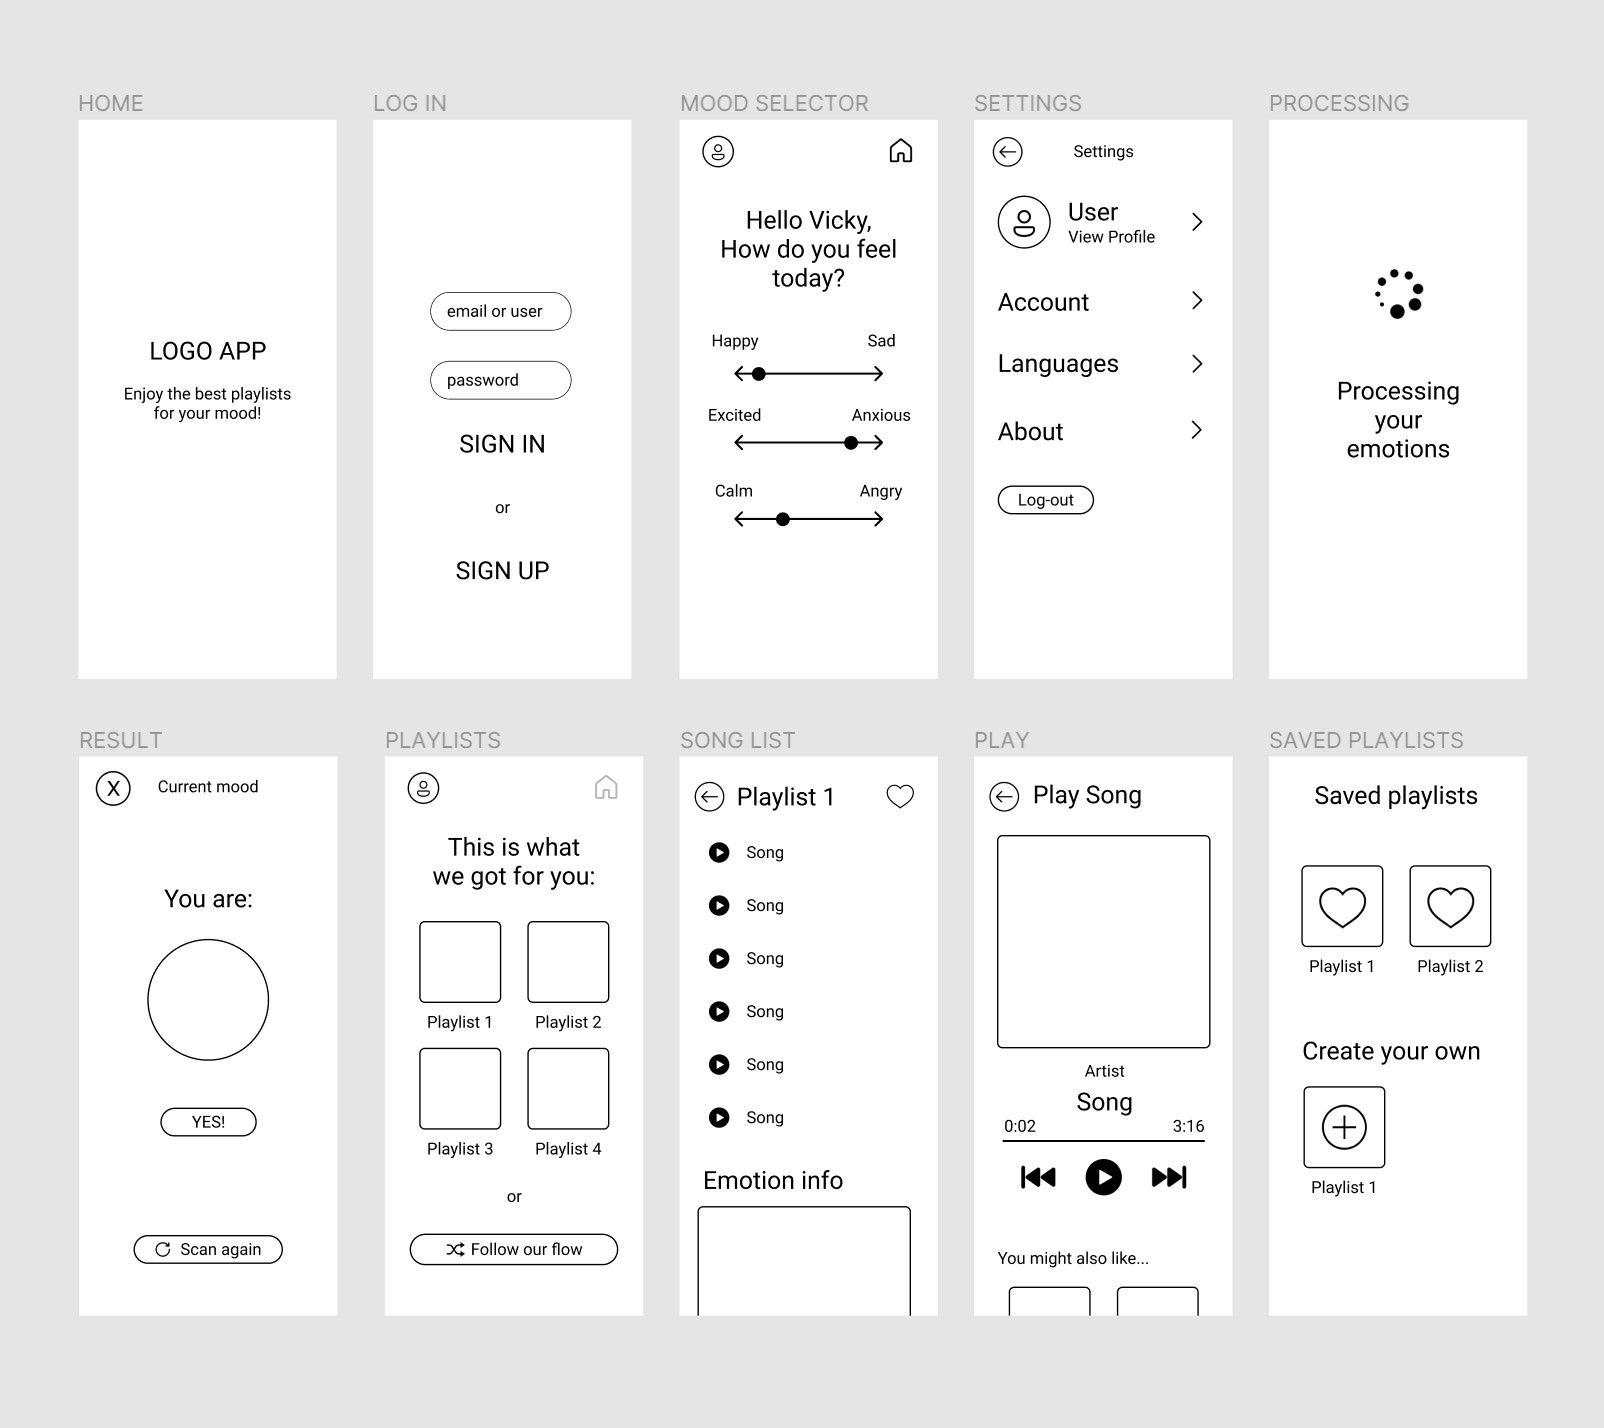 HOME
LOGO APP
Enjoy the best playlists
for your mood!
LOG IN
email or user
password
SIGN IN
or
SIGN UP
MOOD SELECTOR
Hello Vicky,
How do you feel
today?
Happy Sad
Excited Anxious
Calm Angry
SETTINGS
Settings
User
View Profile
Account
Languages
About
Log-out
PROCESSING
Processing
your
emotions
RESULT
X Current mood
You are:
YES!
Scan again
PLAYLISTS
This is what
we got for you:
Playlist 1 Playlist 2
Playlist 3 Playlist 4
or
Follow our flow
SONG LIST
Playlist 1
Song
Song
Song
Song
Song
Song
Emotion info
PLAY
Play Song
Artist
Song
0:02 3:16
You might also like...
SAVED PLAYLISTS
Saved playlists
Playlist 1 Playlist 2
Create your own
Playlist 1